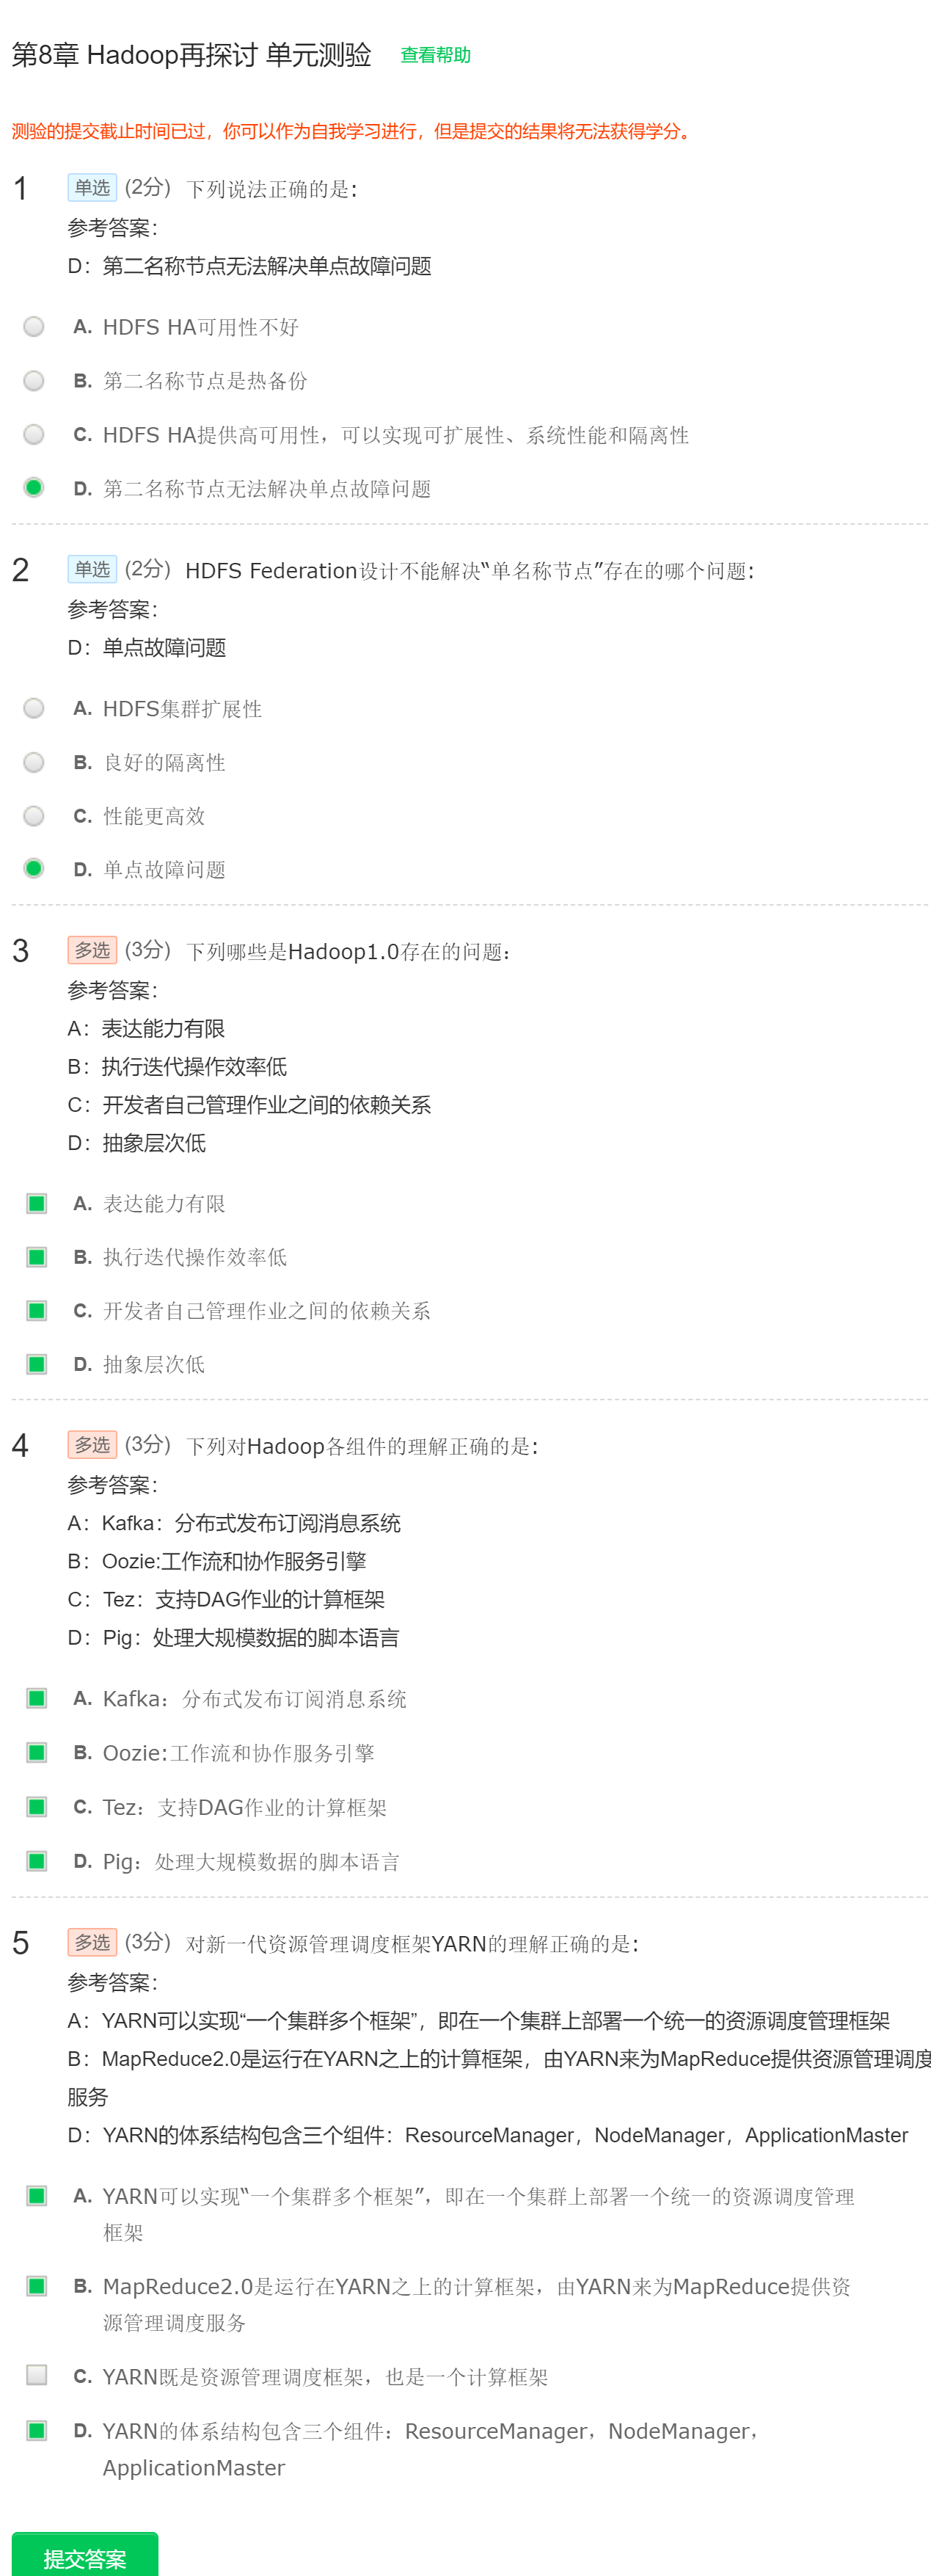 第8章 Hadoop再探讨 单元测验 查看帮助
测验的提交截止时间已过，你可以作为自我学习进行，但是提交的结果将无法获得学分。
1 单选 (2分) 下列说法正确的是:
参考答案：
D：第二名称节点无法解决单点故障问题
A. HDFS HA可用性不好
B. 第二名称节点是热备份
C. HDFS HA提供高可用性，可以实现可扩展性、系统性能和隔离性
D. 第二名称节点无法解决单点故障问题
2 单选 (2分) HDFS Federation设计不能解决“单名称节点”存在的哪个问题:
参考答案：
D：单点故障问题
A. HDFS集群扩展性
B. 良好的隔离性
C. 性能更高效
D. 单点故障问题
3 多选 (3分) 下列哪些是Hadoop1.0存在的问题：
参考答案：
A：表达能力有限
B：执行迭代操作效率低
C：开发者自己管理作业之间的依赖关系
D：抽象层次低
A. 表达能力有限
B. 执行迭代操作效率低
C. 开发者自己管理作业之间的依赖关系
D. 抽象层次低
4 多选 (3分) 下列对Hadoop各组件的理解正确的是:
参考答案：
A：Kafka：分布式发布订阅消息系统
B：Oozie:工作流和协作服务引擎
C：Tez：支持DAG作业的计算框架
D：Pig：处理大规模数据的脚本语言
A. Kafka：分布式发布订阅消息系统
B. Oozie:工作流和协作服务引擎
C. Tez：支持DAG作业的计算框架
D. Pig：处理大规模数据的脚本语言
5 多选 (3分) 对新一代资源管理调度框架YARN的理解正确的是:
参考答案：
A：YARN可以实现“一个集群多个框架”，即在一个集群上部署一个统一的资源调度管理框架
B：MapReduce2.0是运行在YARN之上的计算框架，由YARN来为MapReduce提供资源管理调度
服务
D：YARN的体系结构包含三个组件：ResourceManager，NodeManager，ApplicationMaster
A. YARN可以实现“一个集群多个框架”，即在一个集群上部署一个统一的资源调度管理
框架
B. MapReduce2.0是运行在YARN之上的计算框架，由YARN来为MapReduce提供资
源管理调度服务
C. YARN既是资源管理调度框架，也是一个计算框架
D. YARN的体系结构包含三个组件：ResourceManager，NodeManager，
ApplicationMaster
提交答案